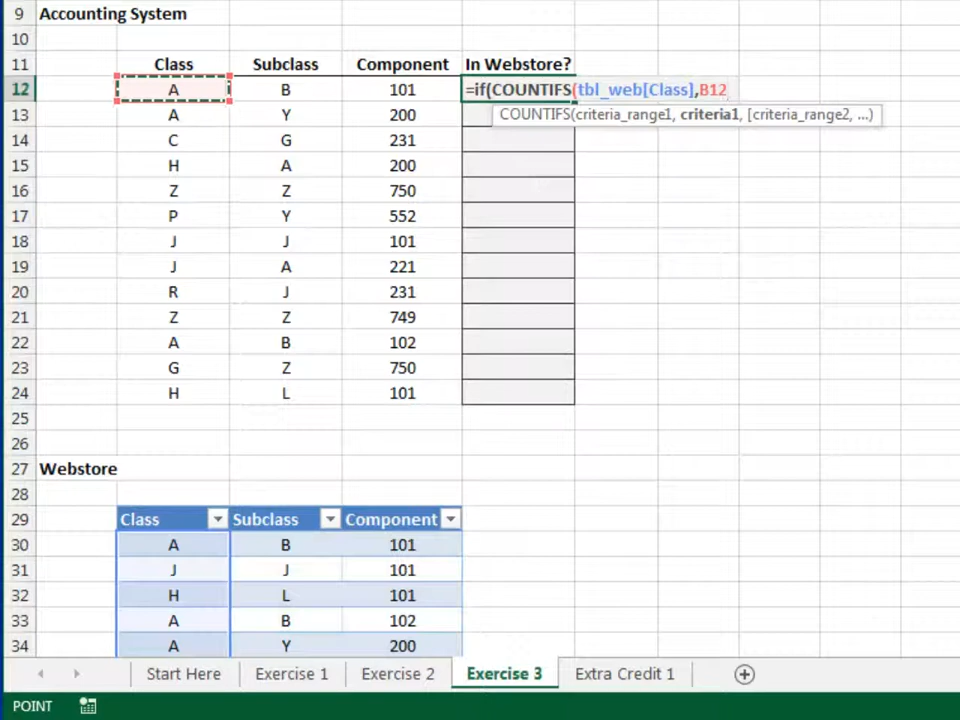 9 Accounting System
10
11 Class Subclass Component In Webstore?
12 A B 101 =if(COUNTIFS(tbl_web[Class],B12
13 A Y 200 COUNTIFS(criteria_range1, criteria1, [criteria_range2, ...)
14 C G 231
15 H A 200
16 Z Z 750
17 P Y 552
18 J J 101
19 J A 221
20 R J 231
21 Z Z 749
22 A B 102
23 G Z 750
24 H L 101
25
26
27 Webstore
28
29 Class Subclass Component
30 A B 101
31 J J 101
32 H L 101
33 A B 102
34 A Y 200
Start Here Exercise 1 Exercise 2 Exercise 3 Extra Credit 1
POINT